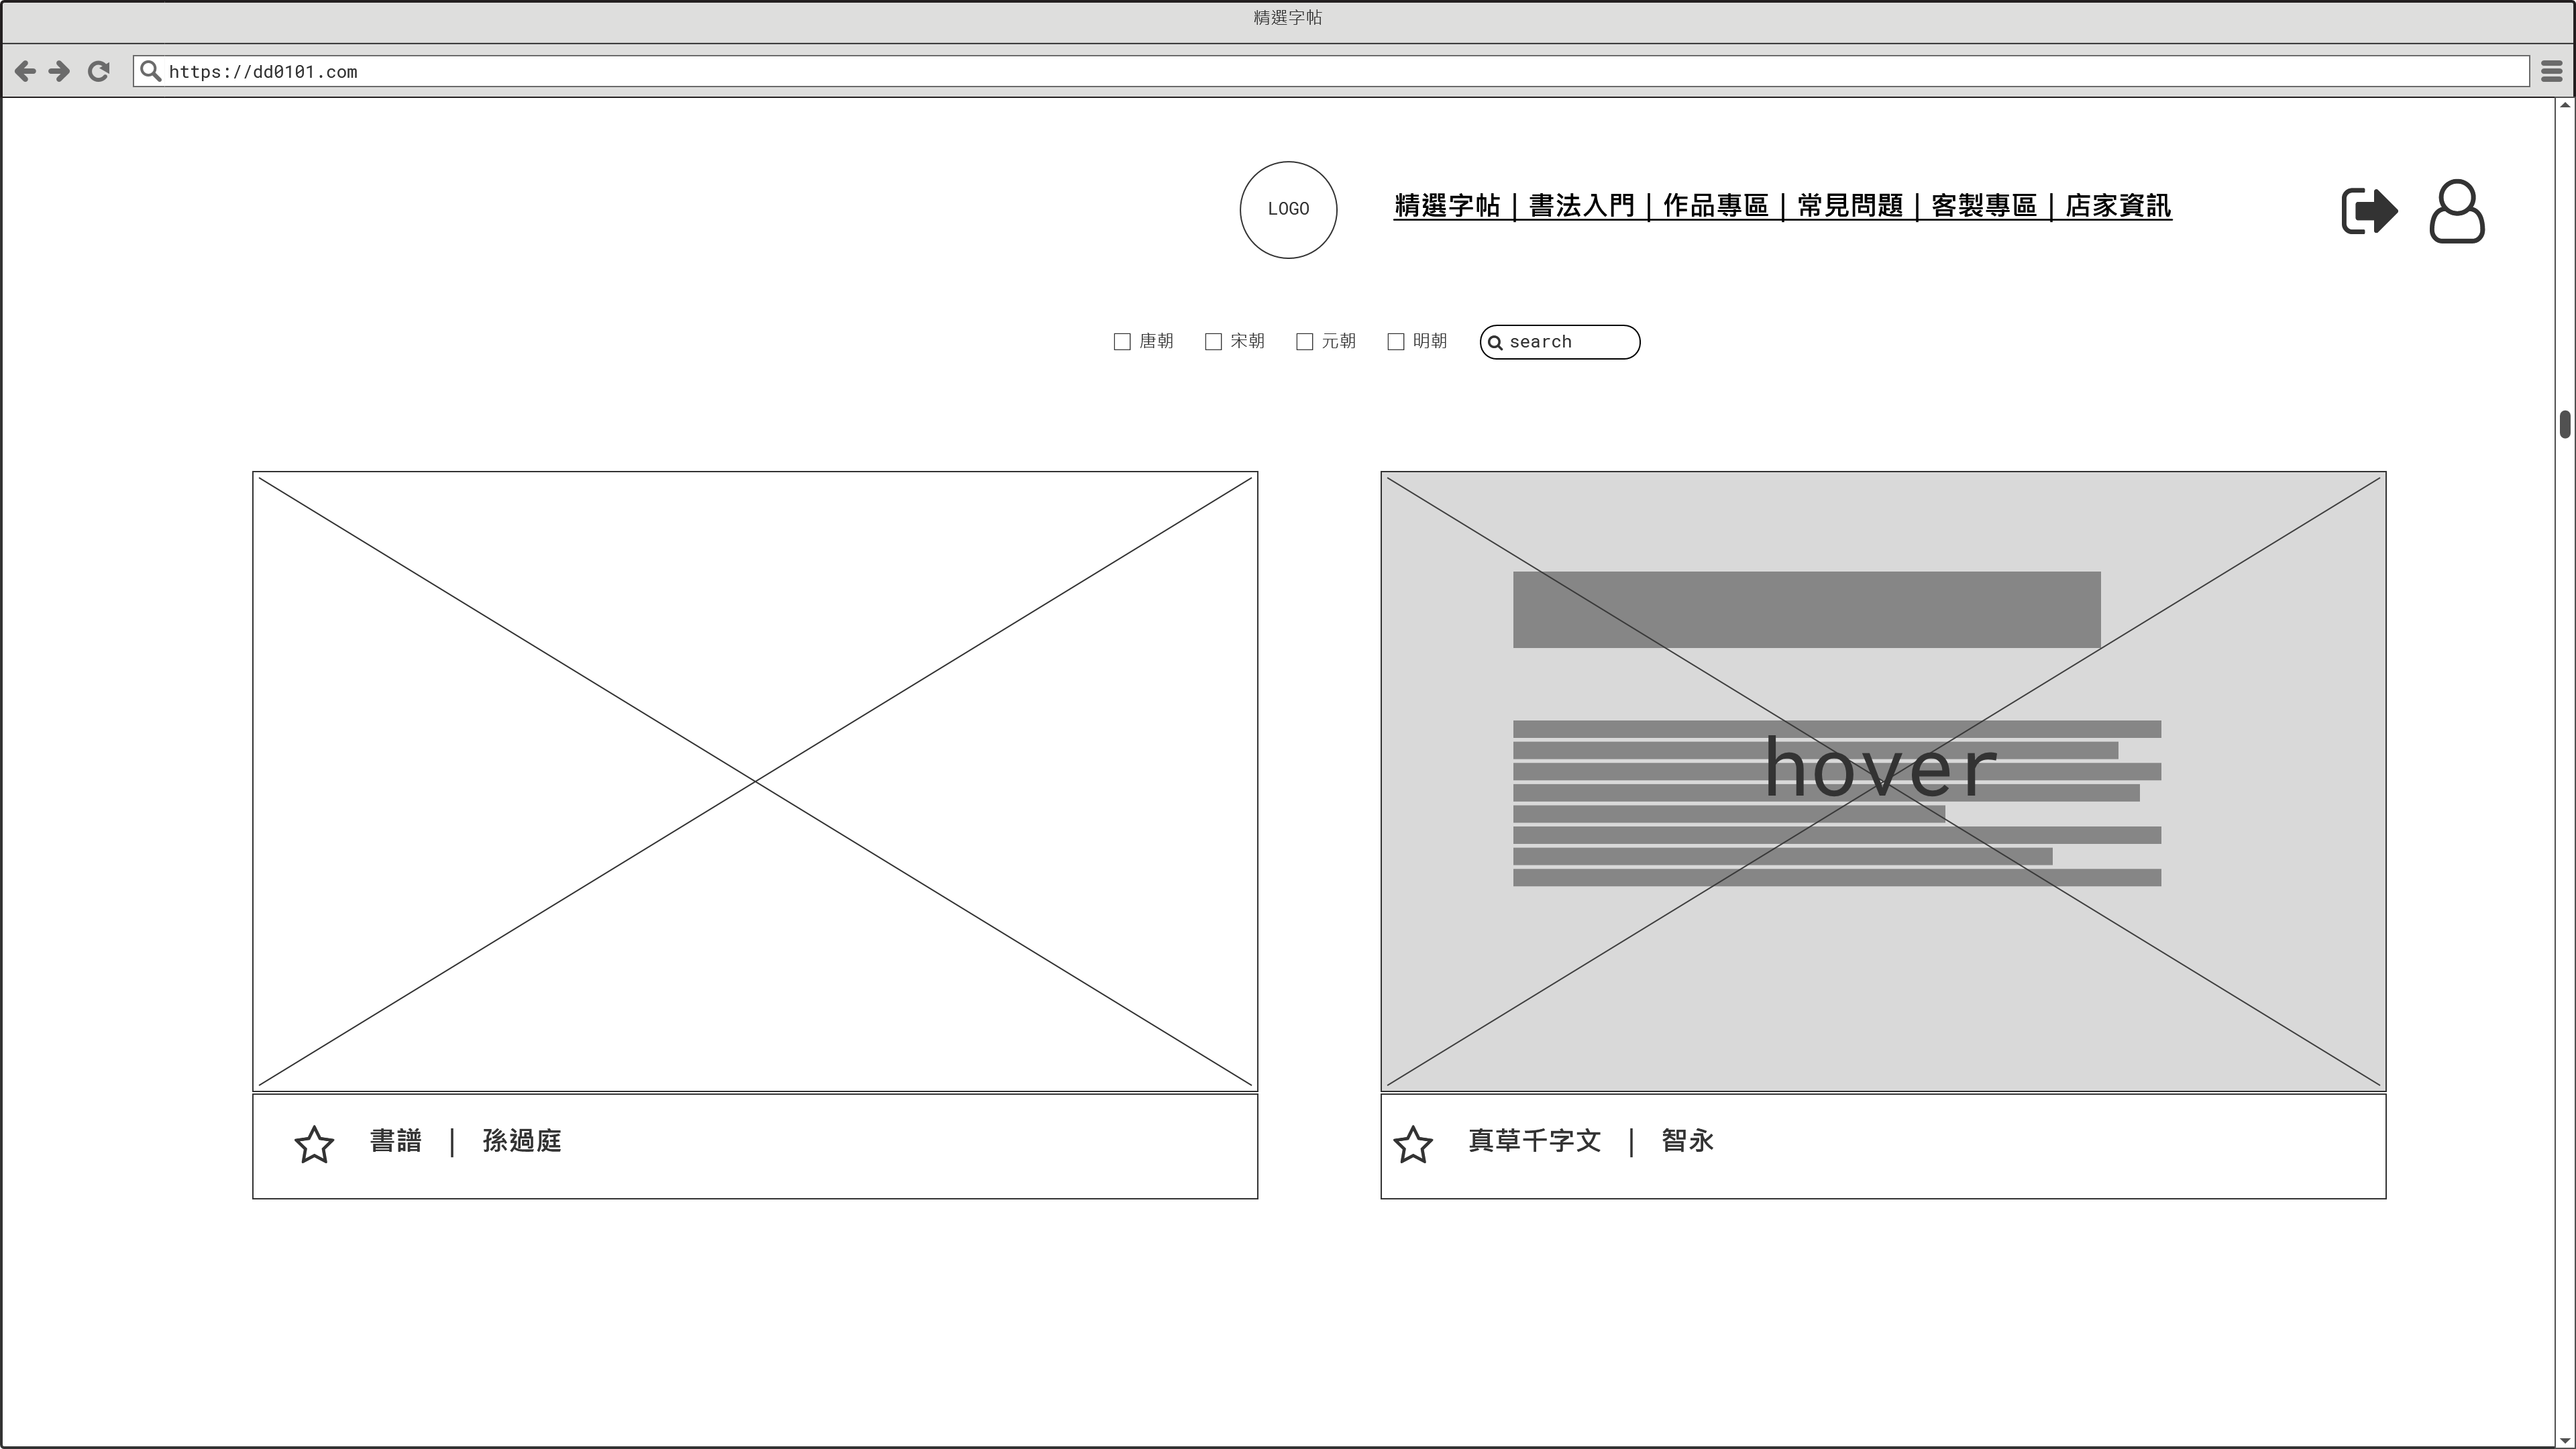 精選字帖
https://dd0101.com
LOGO
精選字帖 | 書法入門 | 作品專區 | 常見問題 | 客製專區 | 店家資訊
唐朝 宋朝 元朝 明朝 search
hover
書譜 | 孫過庭
真草千字文 | 智永